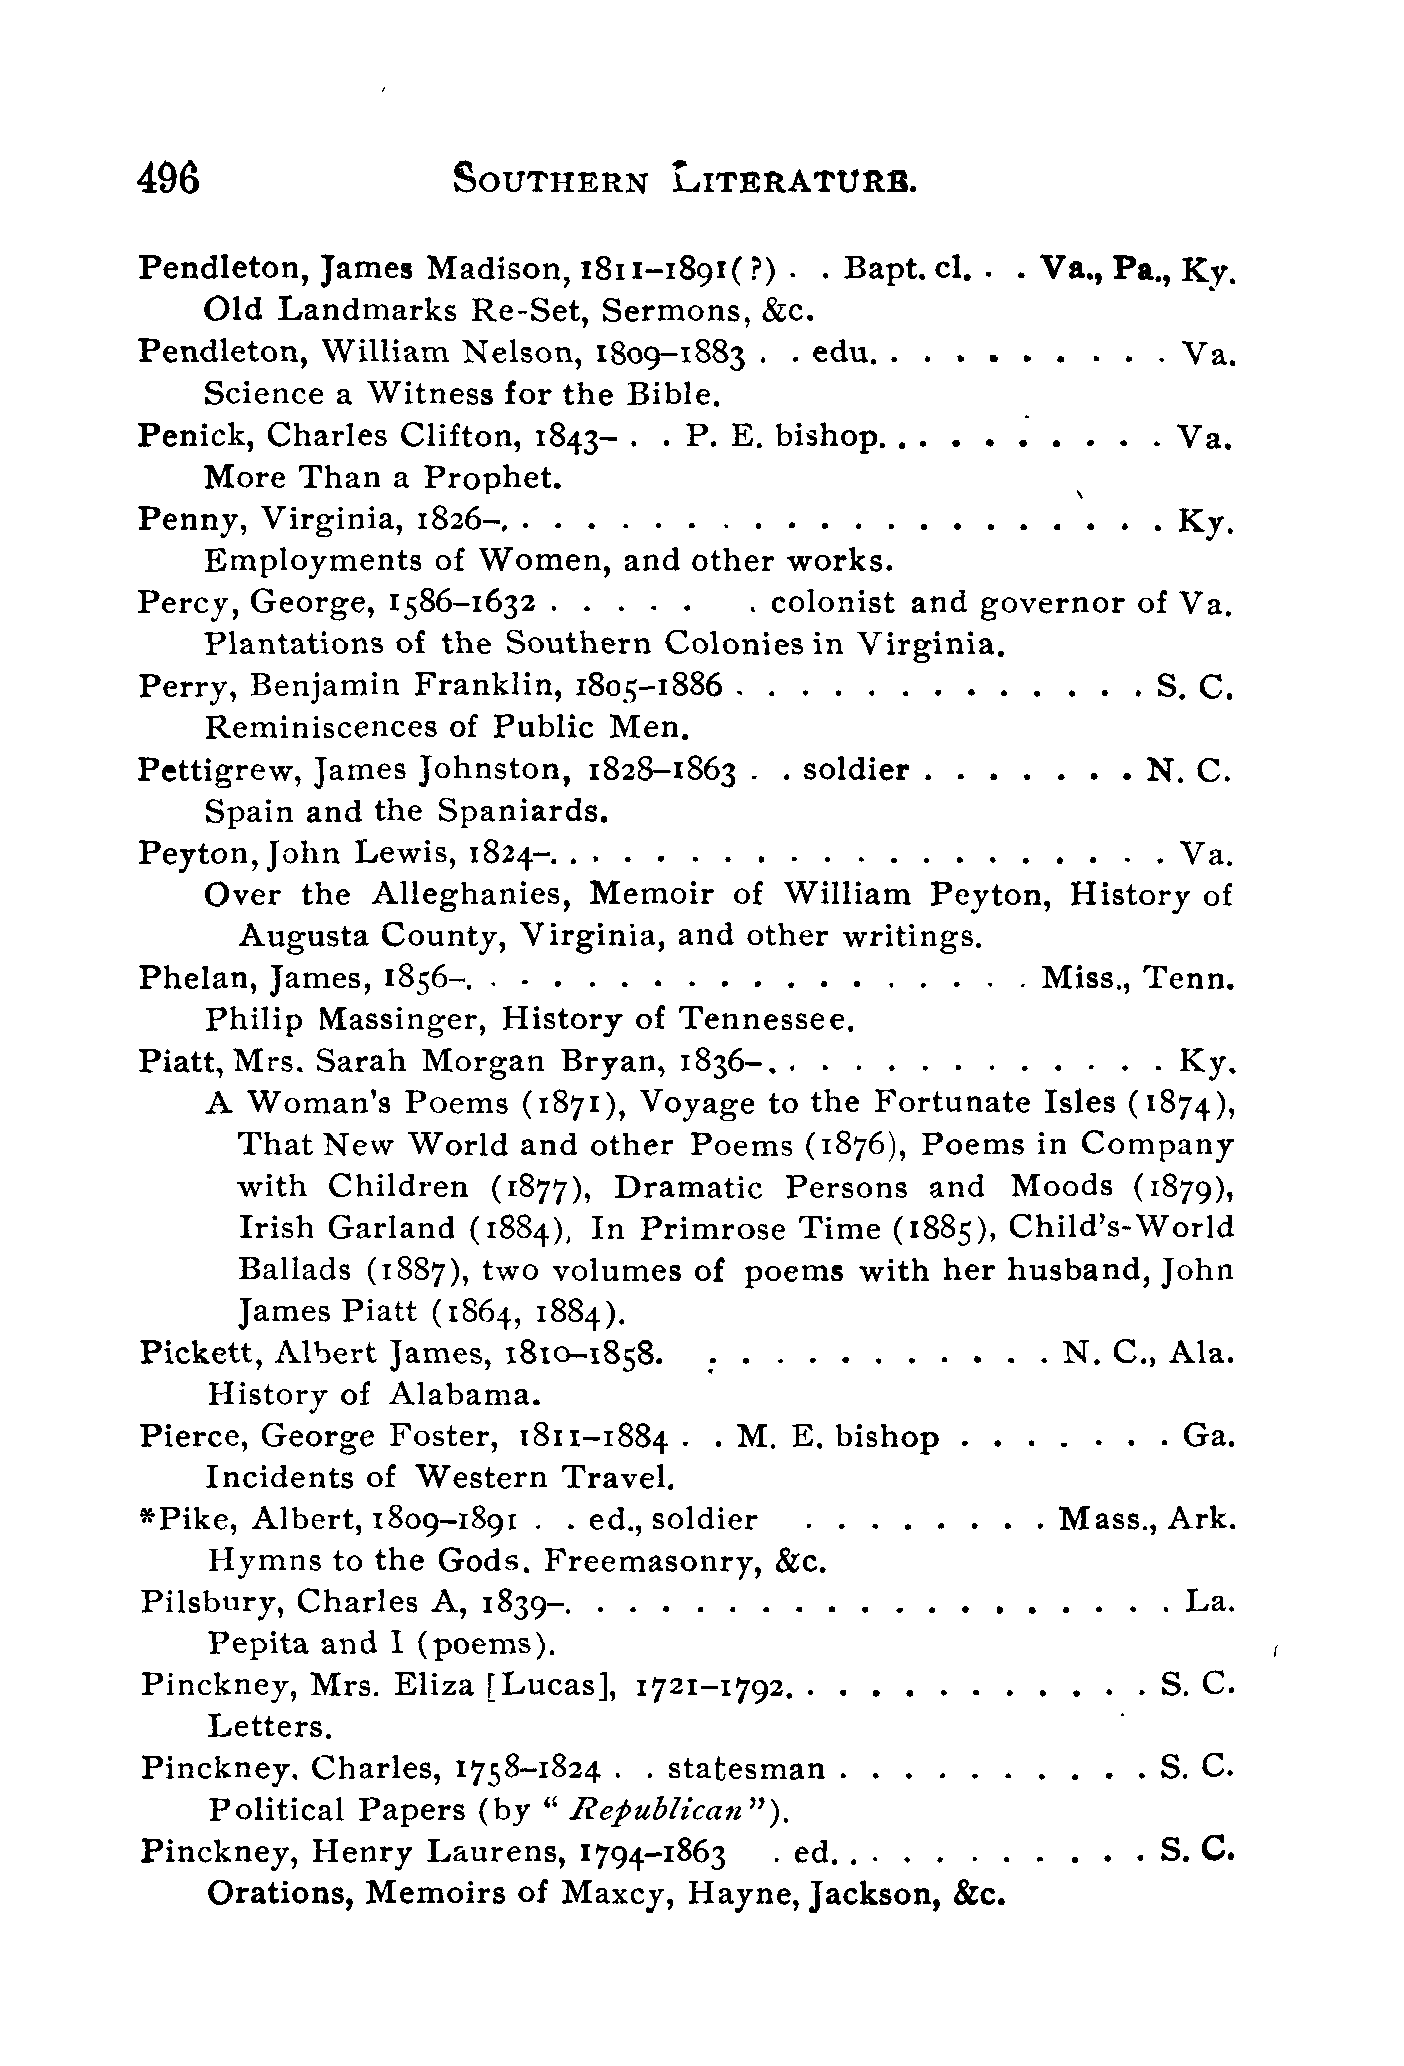 496 SOUTHERN LITERATURE.
Pendleton, James Madison, 1811–1891(?) . . Bapt. cl. . . Va., Pa., Ky.
Old Landmarks Re-Set, Sermons, &c.
Pendleton, William Nelson, 1809–1883 . . edu. . . . . . . . . . Va.
Science a Witness for the Bible.
Penick, Charles Clifton, 1843– . . P. E. bishop. . . . . . . . . . Va.
More Than a Prophet.
Penny, Virginia, 1826–. . . . . . . . . . . . . . . . . . . . . Ky.
Employments of Women, and other works.
Percy, George, 1586–1632 . . . . . . colonist and governor of Va.
Plantations of the Southern Colonies in Virginia.
Perry, Benjamin Franklin, 1805–1886 . . . . . . . . . . . . . S. C.
Reminiscences of Public Men.
Pettigrew, James Johnston, 1828–1863 . . soldier . . . . . . . N. C.
Spain and the Spaniards.
Peyton, John Lewis, 1824–. . . . . . . . . . . . . . . . . . . . Va.
Over the Alleghanies, Memoir of William Peyton, History of
Augusta County, Virginia, and other writings.
Phelan, James, 1856–. . . . . . . . . . . . . . . . . . Miss., Tenn.
Philip Massinger, History of Tennessee.
Piatt, Mrs. Sarah Morgan Bryan, 1836–. . . . . . . . . . . . . Ky.
A Woman's Poems (1871), Voyage to the Fortunate Isles (1874),
That New World and other Poems (1876), Poems in Company
with Children (1877), Dramatic Persons and Moods (1879),
Irish Garland (1884), In Primrose Time (1885), Child's-World
Ballads (1887), two volumes of poems with her husband, John
James Piatt (1864, 1884).
Pickett, Albert James, 1810–1858. . . . . . . . . . . . N. C., Ala.
History of Alabama.
Pierce, George Foster, 1811–1884 . . M. E. bishop . . . . . . . Ga.
Incidents of Western Travel.
*Pike, Albert, 1809–1891 . . ed., soldier . . . . . . . . Mass., Ark.
Hymns to the Gods. Freemasonry, &c.
Pilsbury, Charles A, 1839–. . . . . . . . . . . . . . . . . . . La.
Pepita and I (poems).
Pinckney, Mrs. Eliza [Lucas], 1721–1792. . . . . . . . . . . . S. C.
Letters.
Pinckney, Charles, 1758–1824 . . statesman . . . . . . . . . . S. C.
Political Papers (by "Republican").
Pinckney, Henry Laurens, 1794–1863 . ed. . . . . . . . . . . S. C.
Orations, Memoirs of Maxcy, Hayne, Jackson, &c.